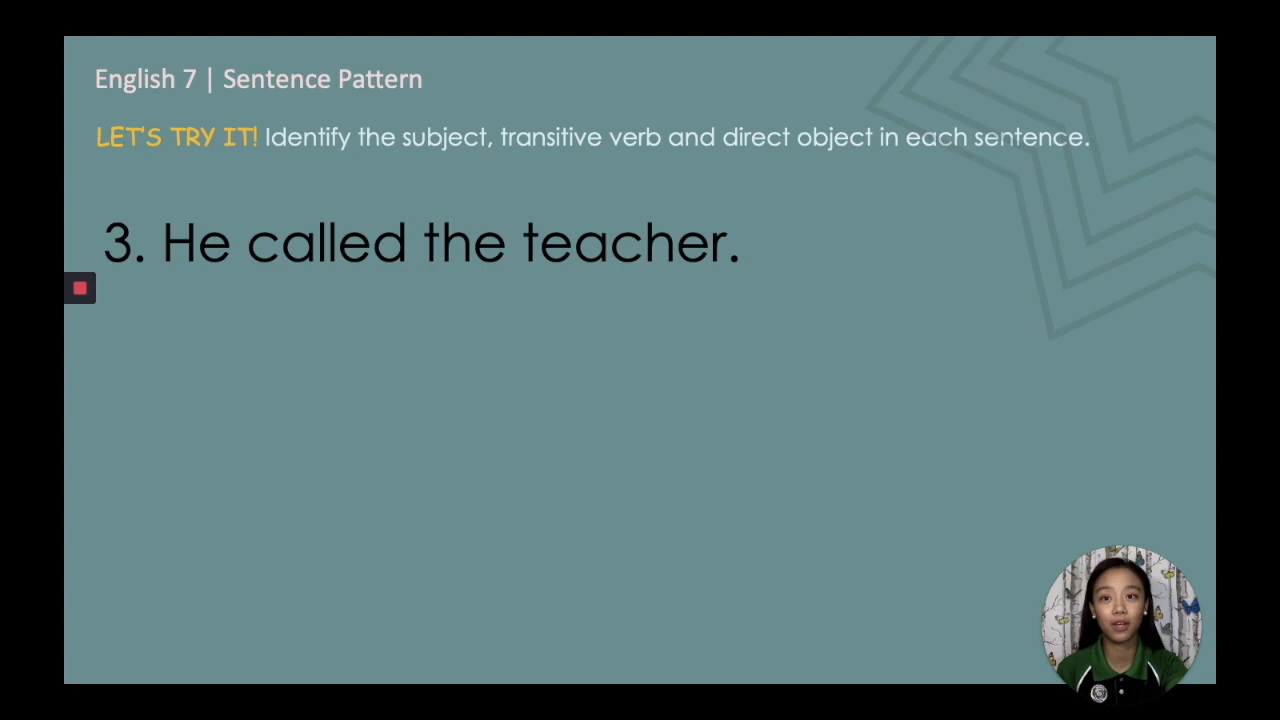 English 7 | Sentence Pattern
LET'S TRY IT! Identify the subject, transitive verb and direct object in each sentence.
3. He called the teacher.